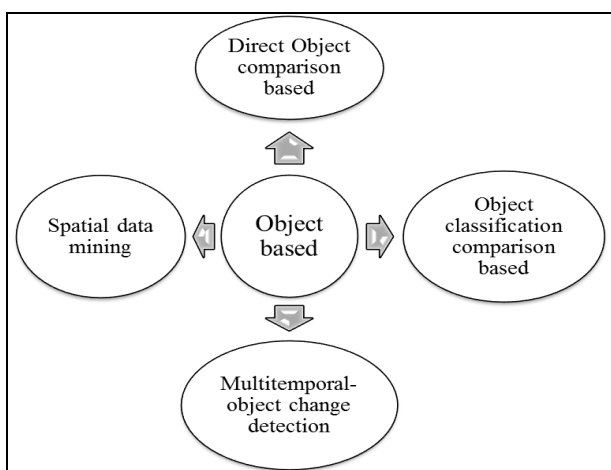 Direct Object
comparison
based
Spatial data
mining
Object
based
Object
classification
comparison
based
Multitemporal-
object change
detection